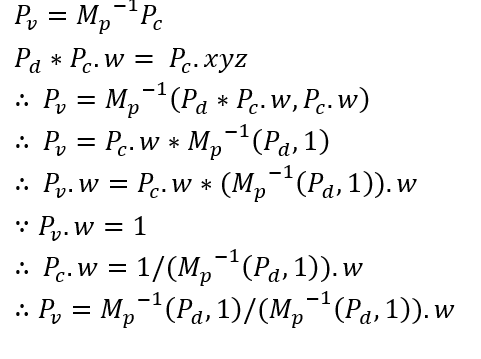 P_v = M_p^{-1}P_c
P_d * P_c.w = P_c.xyz
∴ P_v = M_p^{-1}(P_d * P_c.w, P_c.w)
∴ P_v = P_c.w * M_p^{-1}(P_d, 1)
∴ P_v.w = P_c.w * (M_p^{-1}(P_d, 1)).w
∵ P_v.w = 1
∴ P_c.w = 1/(M_p^{-1}(P_d, 1)).w
∴ P_v = M_p^{-1}(P_d, 1)/(M_p^{-1}(P_d, 1)).w